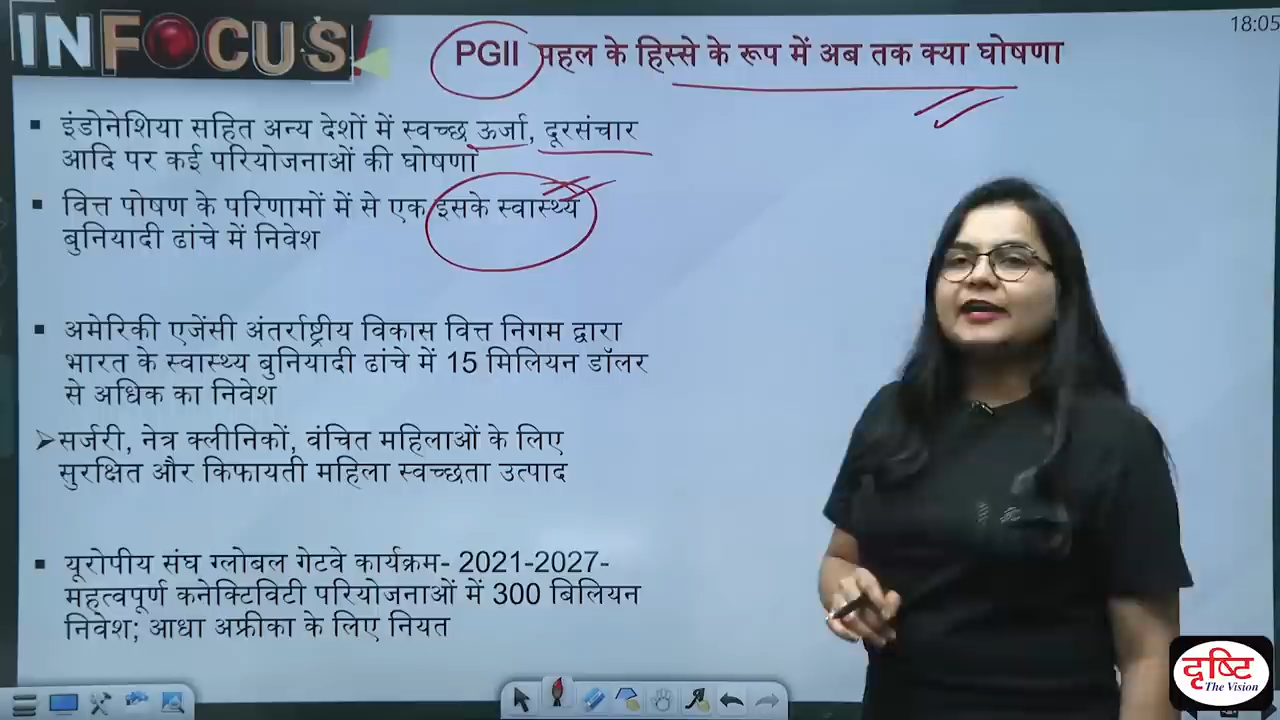 INFOCUS!
18:05
PGII पहल के हिस्से के रूप में अब तक क्या घोषणा
▪ इंडोनेशिया सहित अन्य देशों में स्वच्छ ऊर्जा, दूरसंचार
आदि पर कई परियोजनाओं की घोषणा
▪ वित्त पोषण के परिणामों में से एक इसके स्वास्थ्य
बुनियादी ढांचे में निवेश
▪ अमेरिकी एजेंसी अंतर्राष्ट्रीय विकास वित्त निगम द्वारा
भारत के स्वास्थ्य बुनियादी ढांचे में 15 मिलियन डॉलर
से अधिक का निवेश
➢ सर्जरी, नेत्र क्लीनिकों, वंचित महिलाओं के लिए
सुरक्षित और किफायती महिला स्वच्छता उत्पाद
▪ यूरोपीय संघ ग्लोबल गेटवे कार्यक्रम- 2021-2027-
महत्वपूर्ण कनेक्टिविटी परियोजनाओं में 300 बिलियन
निवेश; आधा अफ्रीका के लिए नियत
दृष्टि
The Vision